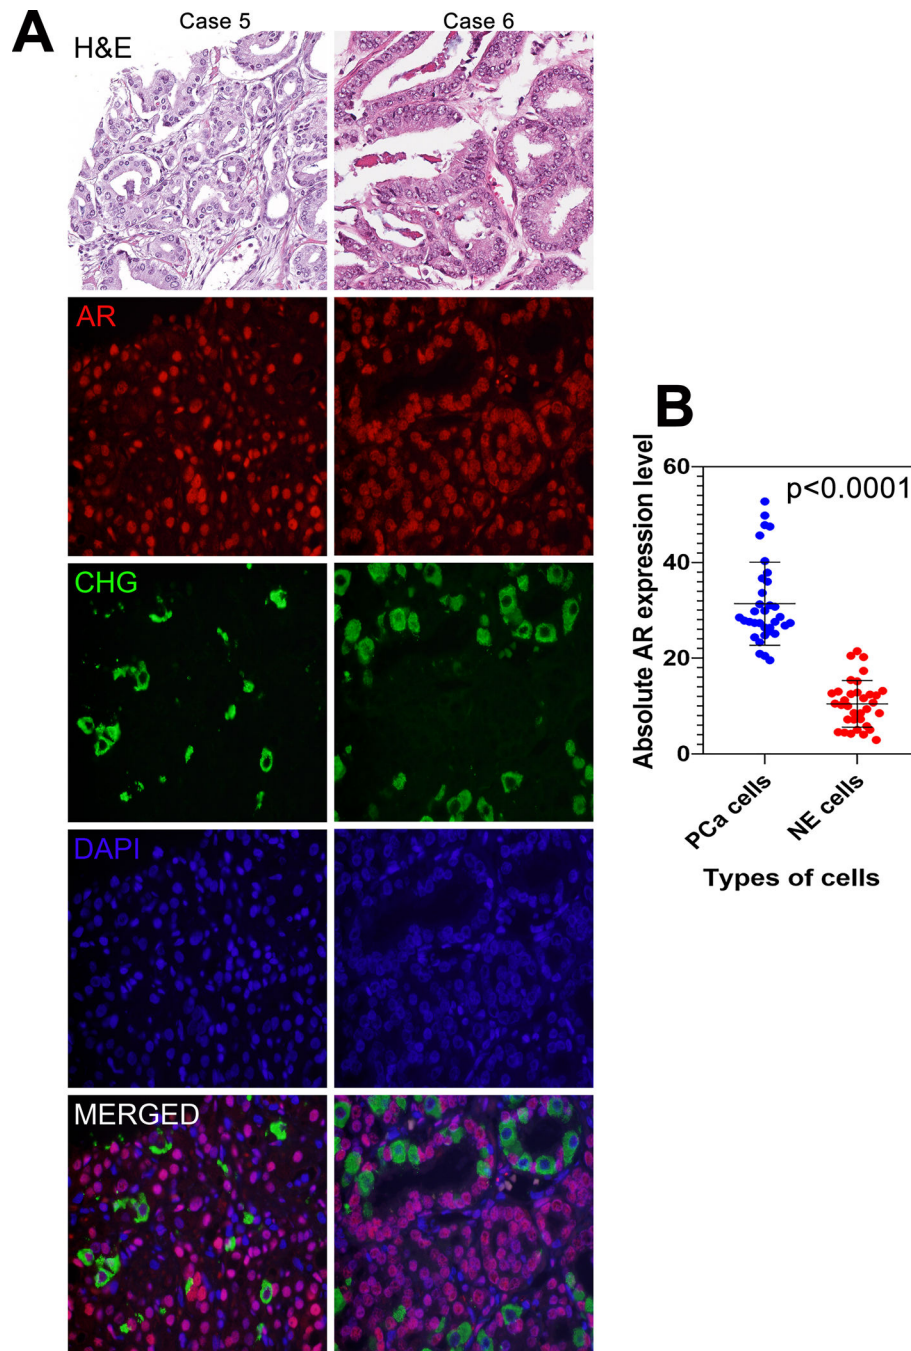 A
Case 5
Case 6
H&E
AR
CHG
DAPI
MERGED
B
Absolute AR expression level
p<0.0001
60
40
20
0
PCa cells
NE cells
Types of cells